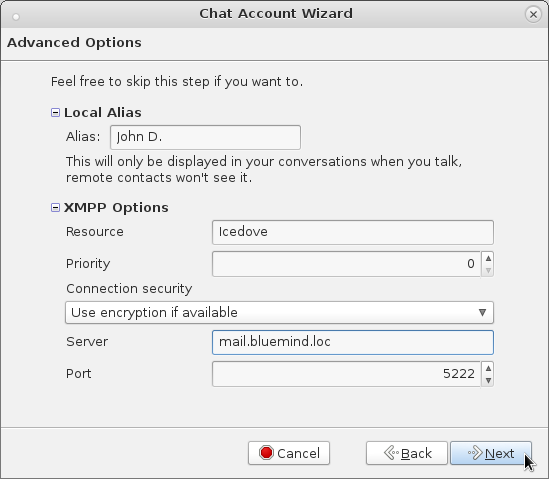 Chat Account Wizard
Advanced Options
Feel free to skip this step if you want to.
Local Alias
Alias: John D.
This will only be displayed in your conversations when you talk,
remote contacts won't see it.
XMPP Options
Resource Icedove
Priority 0
Connection security
Use encryption if available
Server mail.bluemind.loc
Port 5222
Cancel Back Next